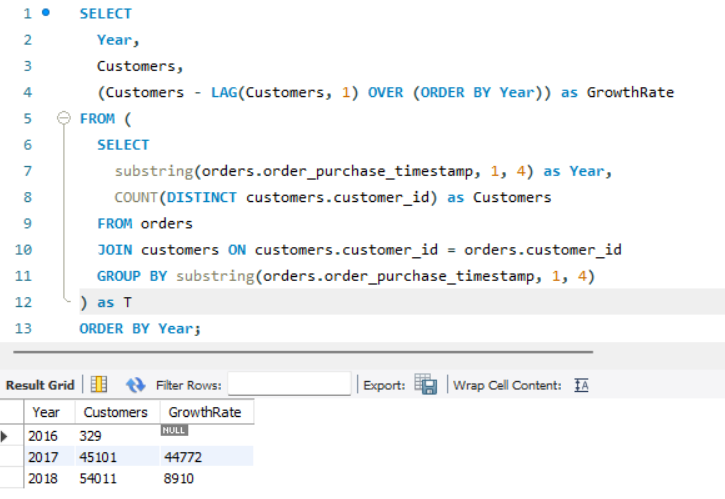 1 SELECT
2 Year,
3 Customers,
4 (Customers - LAG(Customers, 1) OVER (ORDER BY Year)) as GrowthRate
5 FROM (
6 SELECT
7 substring(orders.order_purchase_timestamp, 1, 4) as Year,
8 COUNT(DISTINCT customers.customer_id) as Customers
9 FROM orders
10 JOIN customers ON customers.customer_id = orders.customer_id
11 GROUP BY substring(orders.order_purchase_timestamp, 1, 4)
12 ) as T
13 ORDER BY Year;
Result Grid Filter Rows: Export: Wrap Cell Content: IA
Year Customers GrowthRate
2016 329 NULL
2017 45101 44772
2018 54011 8910